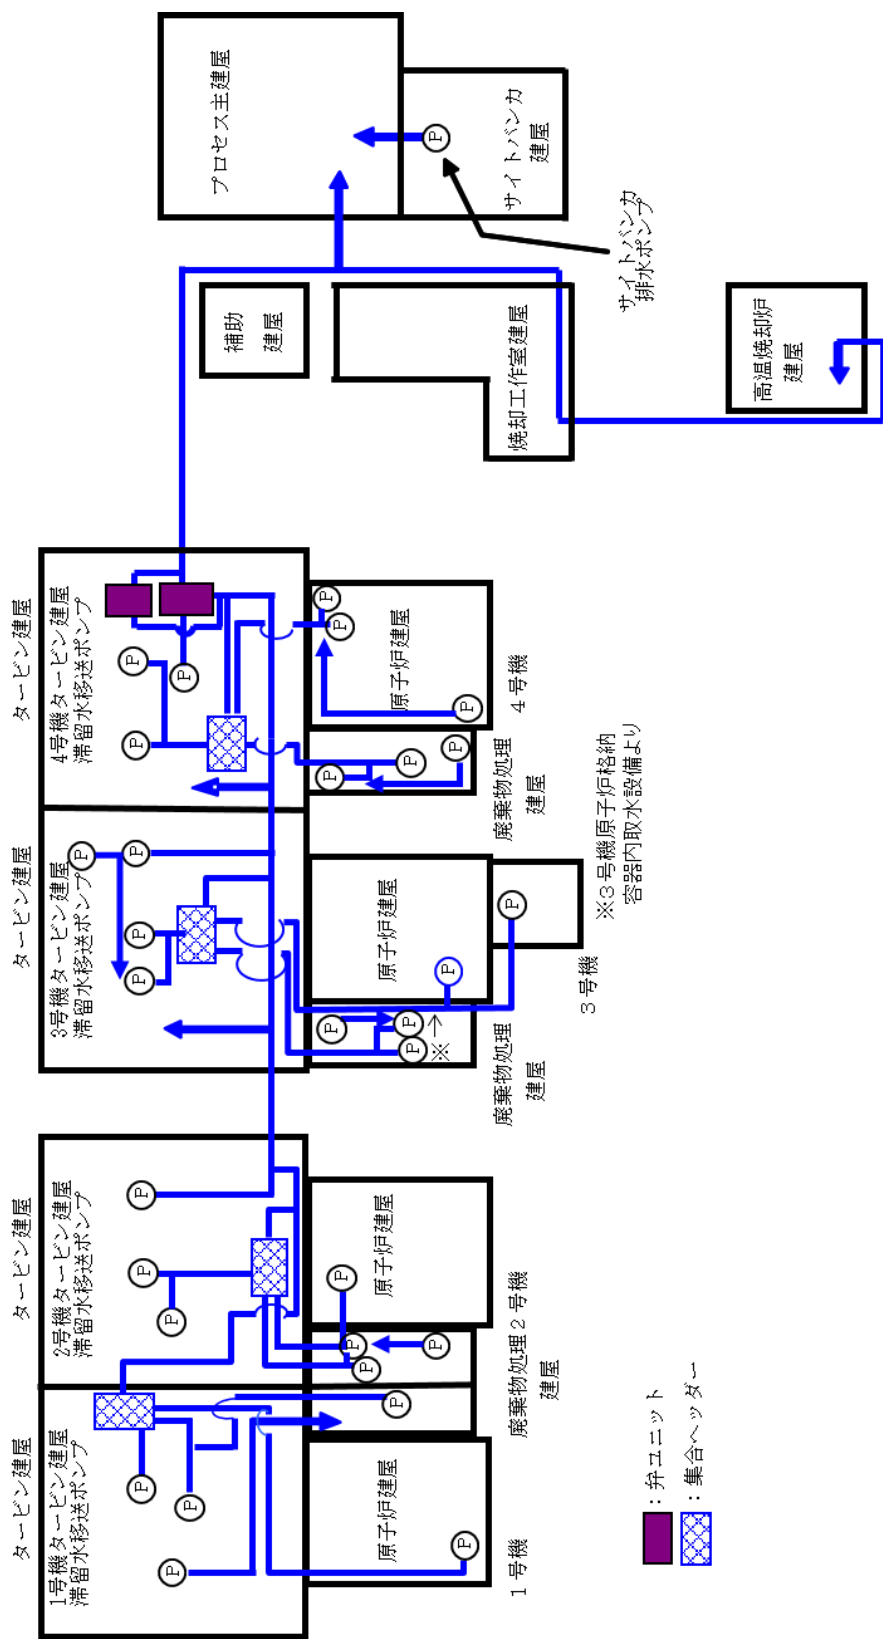 タービン建屋
1号機タービン建屋
滞留水移送ポンプ
P
P
P
P
原子炉建屋
P
1号機
タービン建屋
2号機タービン建屋
滞留水移送ポンプ
P
P
P
P
P
P
廃棄物処理
建屋
P
原子炉建屋
2号機
タービン建屋
3号機タービン建屋
滞留水移送ポンプ
P
P
P
P
P
P
P
※→
廃棄物処理
建屋
原子炉建屋
P
P
3号機
※3号機原子炉格納
容器内取水設備より
タービン建屋
4号機タービン建屋
滞留水移送ポンプ
P
P
P
P
P
P
廃棄物処理
建屋
P
P
原子炉建屋
P
4号機
補助
建屋
焼却工作室建屋
プロセス主建屋
P
サイトバンカ
建屋
サイトバンカ
排水ポンプ
高温焼却炉
建屋
：弁ユニット
：集合ヘッダー